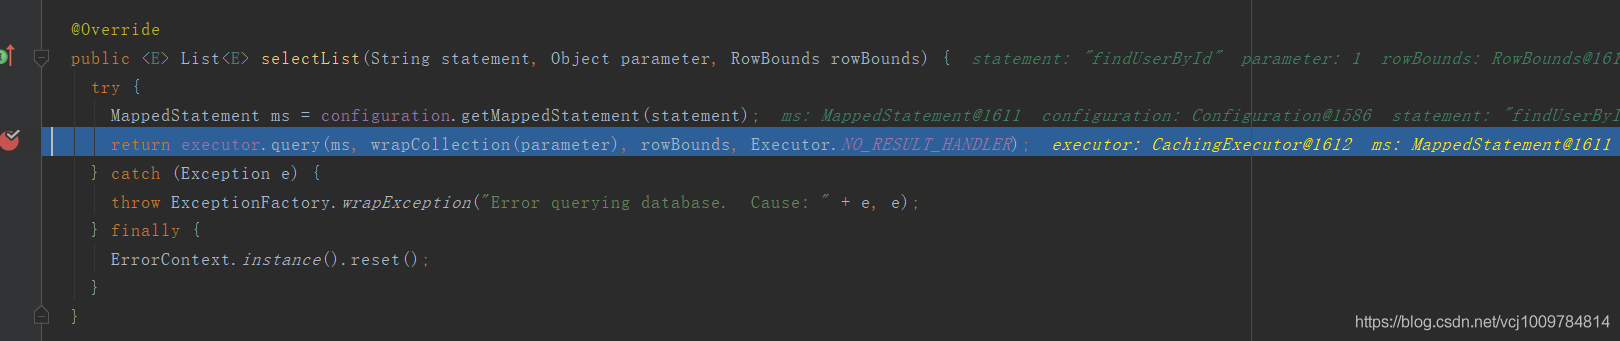 @Override
public <E> List<E> selectList(String statement, Object parameter, RowBounds rowBounds) {  statement: "findUserById"  parameter: 1  rowBounds: RowBounds@161
try {
MappedStatement ms = configuration.getMappedStatement(statement);  ms: MappedStatement@1611  configuration: Configuration@1586  statement: "findUserByI
return executor.query(ms, wrapCollection(parameter), rowBounds, Executor.NO_RESULT_HANDLER);  executor: CachingExecutor@1612  ms: MappedStatement@1611
} catch (Exception e) {
throw ExceptionFactory.wrapException("Error querying database.  Cause: " + e, e);
} finally {
ErrorContext.instance().reset();
}
}
https://blog.csdn.net/vcj1009784814